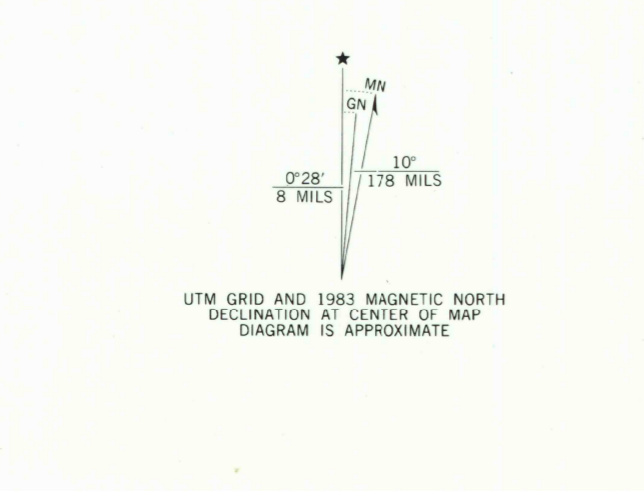 ★
MN
GN
10°
178 MILS
0°28′
8 MILS
UTM GRID AND 1983 MAGNETIC NORTH
DECLINATION AT CENTER OF MAP
DIAGRAM IS APPROXIMATE